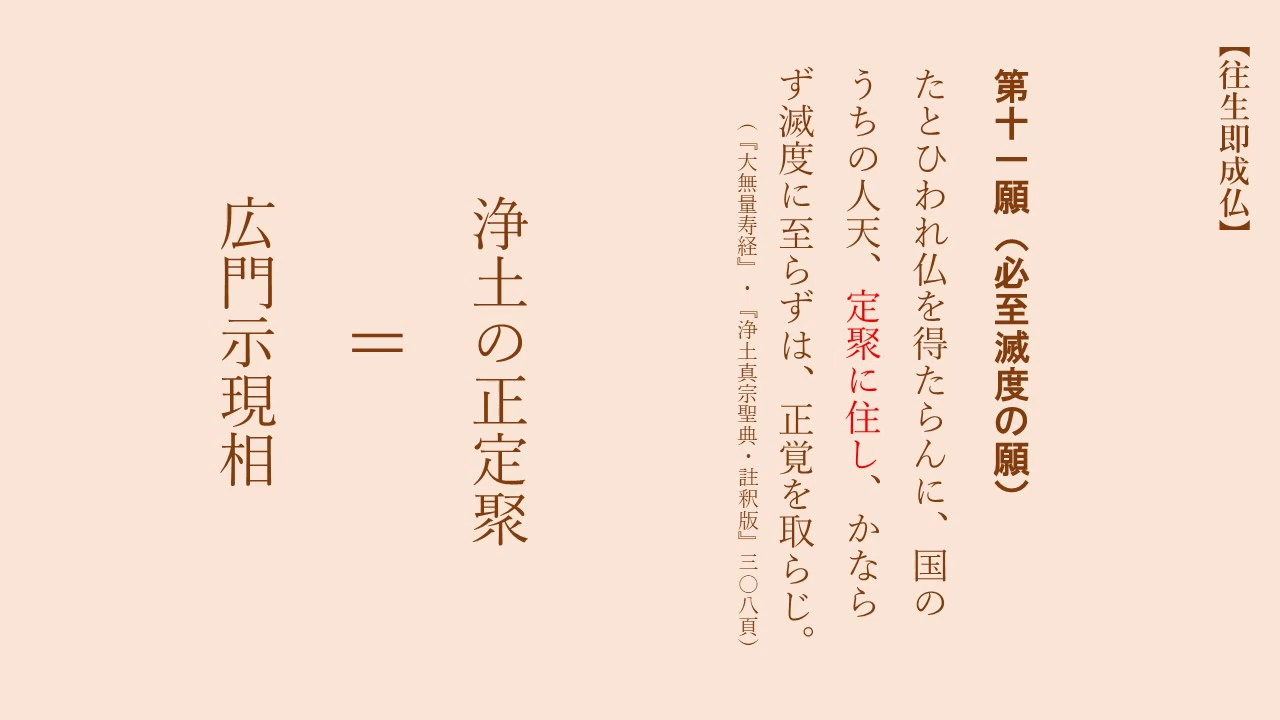 【往生即成仏】
第十一願（必至滅度の願）
たとひわれ仏を得たらんに、国の
うちの人天、定聚に住し、かなら
ず滅度に至らずは、正覚を取らじ。
（『大無量寿経』・『浄土真宗聖典・註釈版』三〇八頁）
浄土の正定聚
＝
広門示現相